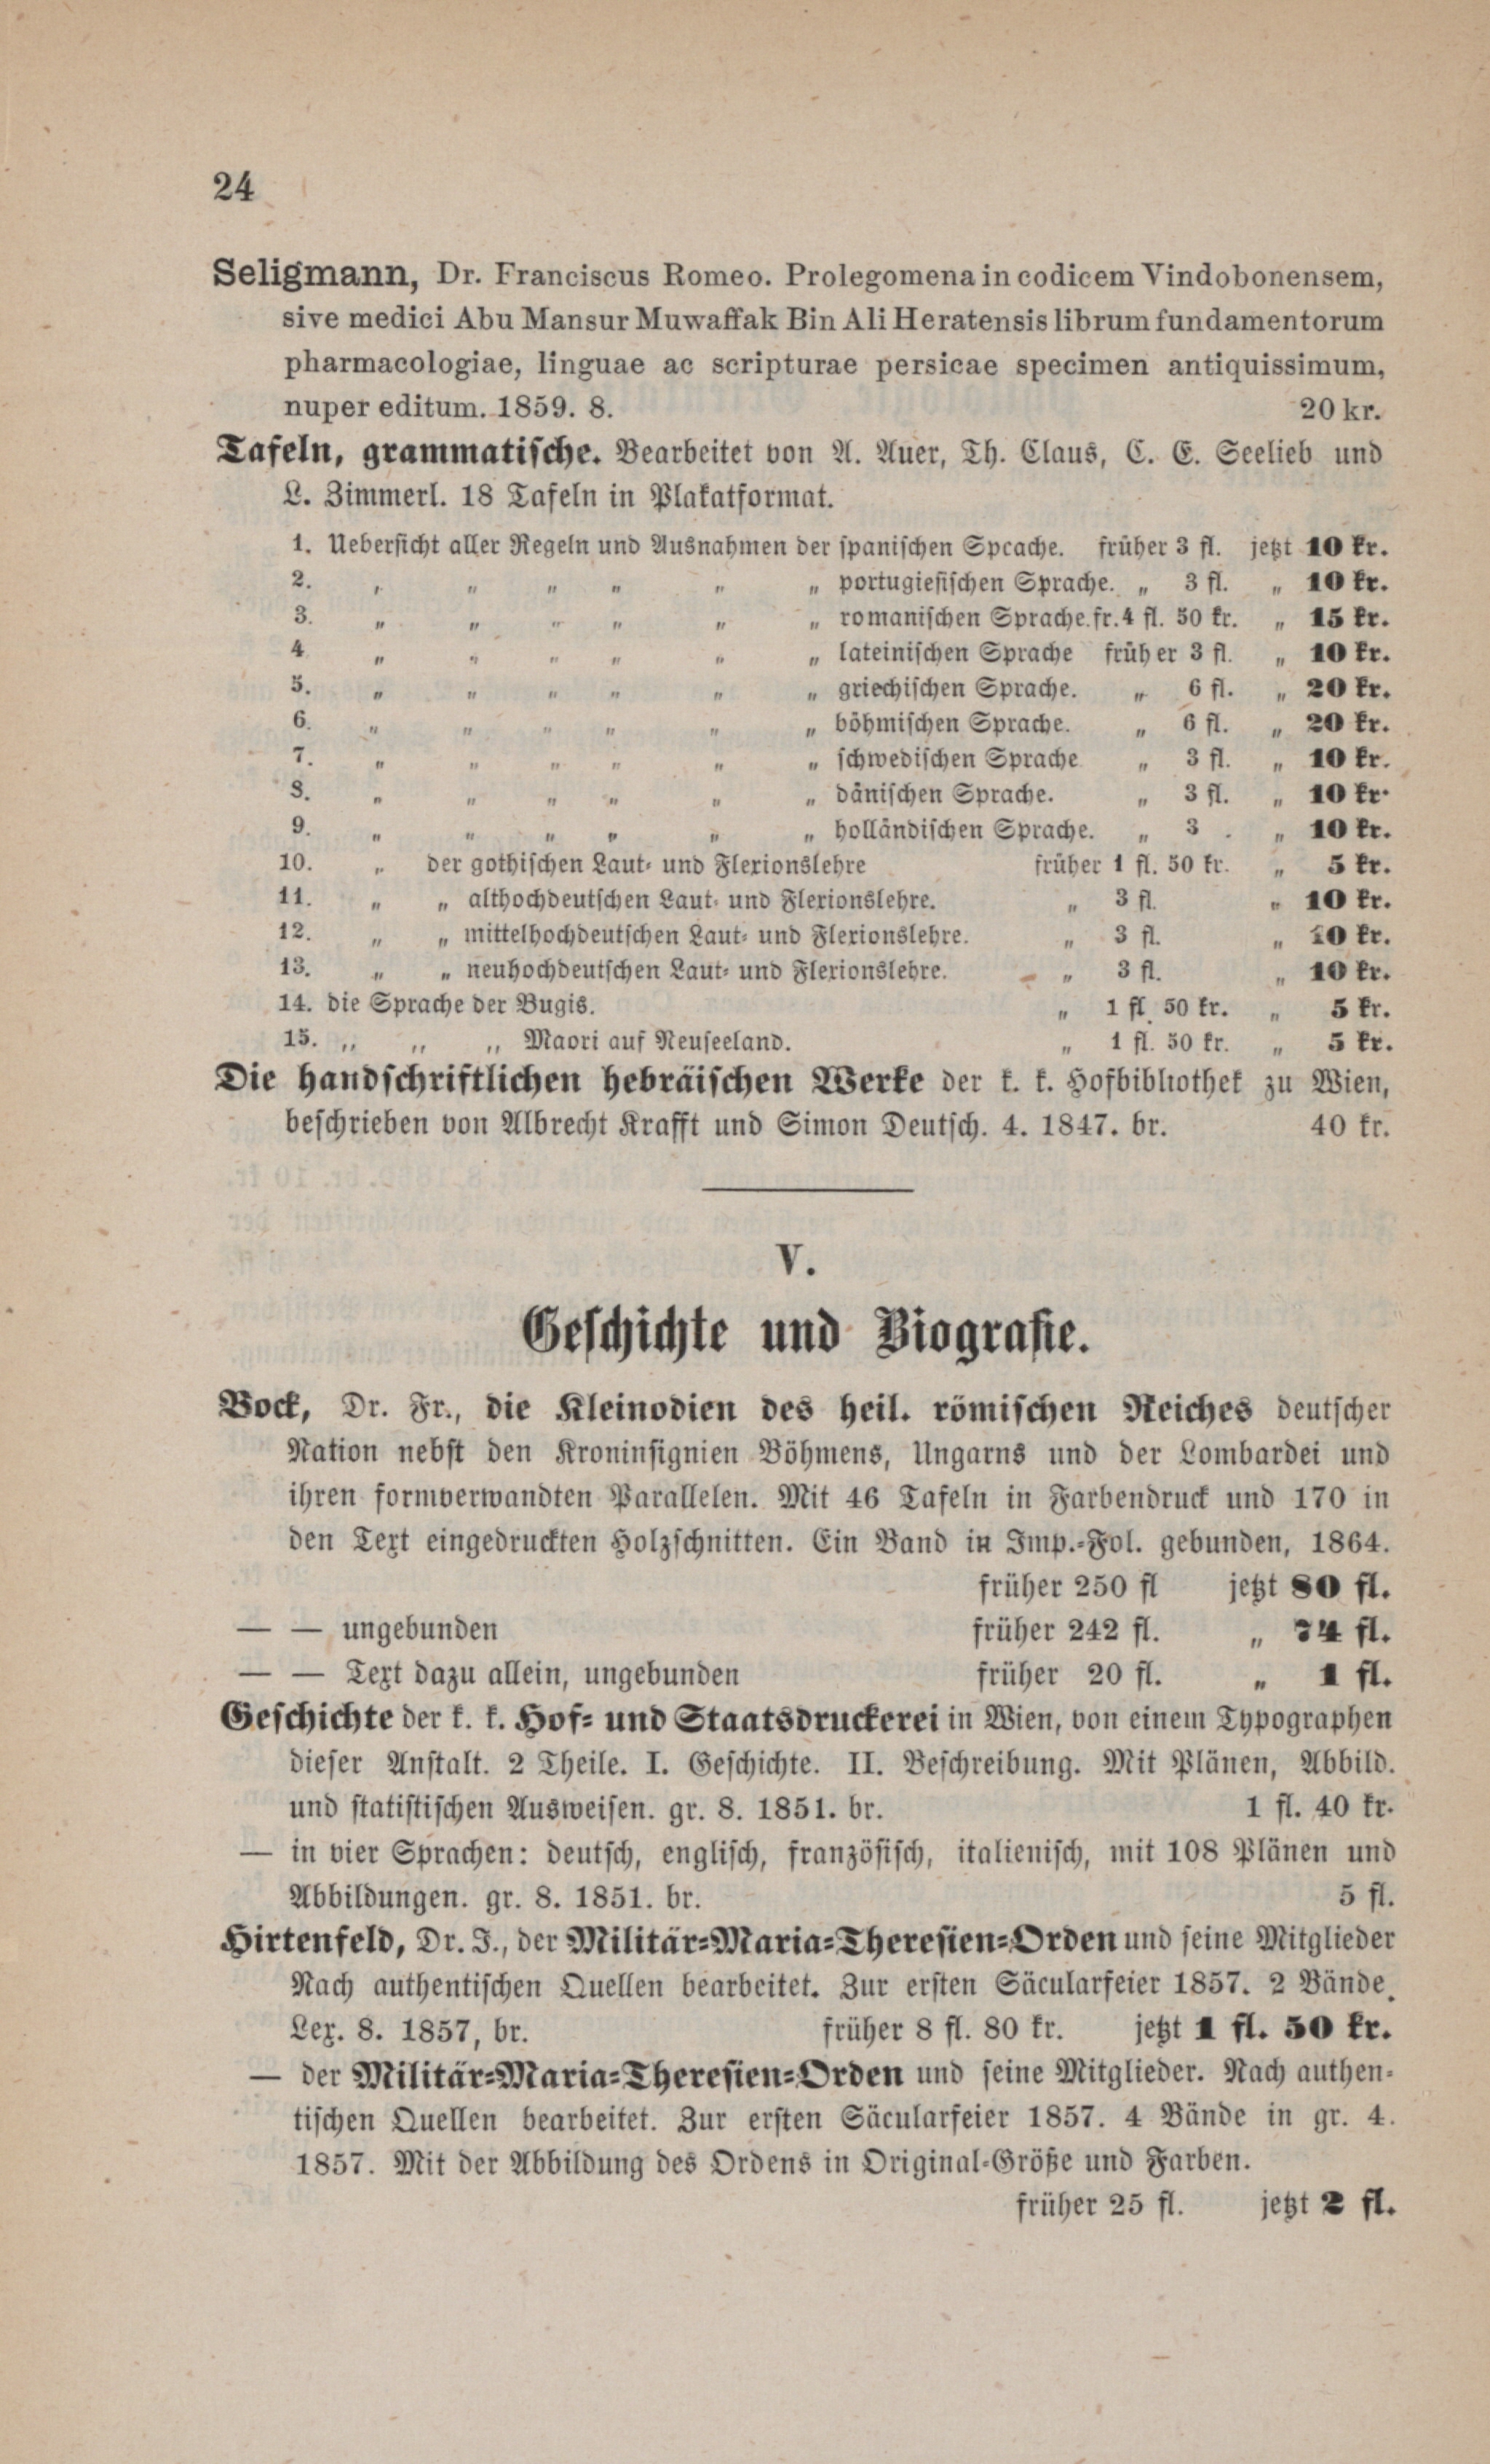 24
Seligmann, Dr. Franciscus Romeo. Prolegomena in codicem Vindobonensem,
sive medici Abu Mansur Muwaffak Bin Ali Heratensis librum fundamentorum
pharmacologiae, linguae ac scripturae persicae specimen antiquissimum,
nuper editum. 1859. 8. 20 kr.
Tafeln, grammatische. Bearbeitet von A. Auer, Th. Claus, C. E. Seelieb und
L. Zimmerl. 18 Tafeln in Plakatformat.
1. Uebersicht aller Regeln und Ausnahmen der spanischen Spcache. früher 3 fl. jetzt 10 kr.
2. „ „ „ „ „ „ portugiesischen Sprache. „ 3 fl. „ 10 kr.
3. „ „ „ „ „ „ romanischen Sprache. fr. 4 fl. 50 kr. „ 15 kr.
4 „ „ „ „ „ „ lateinischen Sprache früher 3 fl. „ 10 kr.
5. „ „ „ „ „ „ griechischen Sprache. „ 6 fl. „ 20 kr.
6. „ „ „ „ „ „ böhmischen Sprache. „ 6 fl. „ 20 kr.
7. „ „ „ „ „ „ schwedischen Sprache „ 3 fl. „ 10 kr.
8. „ „ „ „ „ „ dänischen Sprache. „ 3 fl. „ 10 kr.
9. „ „ „ „ „ „ holländischen Sprache. „ 3 . „ 10 kr.
10. „ der gothischen Laut- und Flexionslehre früher 1 fl. 50 kr. „ 5 kr.
11. „ „ althochdeutschen Laut- und Flexionslehre. „ 3 fl. „ 10 kr.
12. „ „ mittelhochdeutschen Laut- und Flexionslehre. „ 3 fl. „ 10 kr.
13. „ „ neuhochdeutschen Laut- und Flexionslehre. „ 3 fl. „ 10 kr.
14. die Sprache der Bugis. „ 1 fl. 50 kr. „ 5 kr.
15. „ „ „ Maori auf Neuseeland. „ 1 fl. 50 kr. „ 5 kr.
Die handschriftlichen hebräischen Werke der k. k. Hofbibliothek zu Wien,
beschrieben von Albrecht Krafft und Simon Deutsch. 4. 1847. br. 40 kr.
V.
Geschichte und Biografie.
Bock, Dr. Fr., die Kleinodien des heil. römischen Reiches deutscher
Nation nebst den Kroninsignien Böhmens, Ungarns und der Lombardei und
ihren formverwandten Parallelen. Mit 46 Tafeln in Farbendruck und 170 in
den Text eingedruckten Holzschnitten. Ein Band in Imp.-Fol. gebunden, 1864.
früher 250 fl jetzt 80 fl.
— — ungebunden früher 242 fl. „ 74 fl.
— — Text dazu allein, ungebunden früher 20 fl. „ 1 fl.
Geschichte der k. k. Hof- und Staatsdruckerei in Wien, von einem Typographen
dieser Anstalt. 2 Theile. I. Geschichte. II. Beschreibung. Mit Plänen, Abbild.
und statistischen Ausweisen. gr. 8. 1851. br. 1 fl. 40 kr.
— in vier Sprachen: deutsch, englisch, französisch, italienisch, mit 108 Plänen und
Abbildungen. gr. 8. 1851. br. 5 fl.
Hirtenfeld, Dr. J., der Militär-Maria-Theresien-Orden und seine Mitglieder
Nach authentischen Quellen bearbeitet. Zur ersten Säcularfeier 1857. 2 Bände.
Lex. 8. 1857, br. früher 8 fl. 80 kr. jetzt 1 fl. 50 kr.
— der Militär-Maria-Theresien-Orden und seine Mitglieder. Nach authen-
tischen Quellen bearbeitet. Zur ersten Säcularfeier 1857. 4 Bände in gr. 4.
1857. Mit der Abbildung des Ordens in Original-Größe und Farben.
früher 25 fl. jetzt 2 fl.